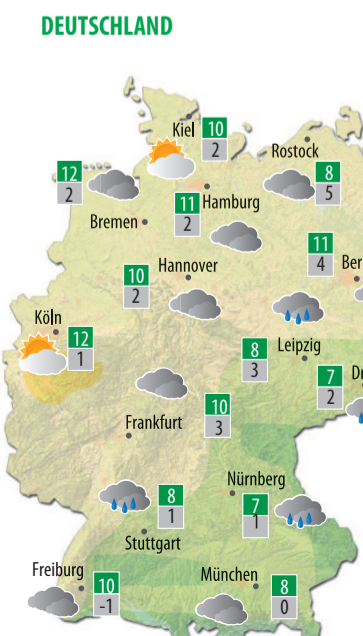 DEUTSCHLAND
Kiel
10
2
Rostock
8
5
12
2
Hamburg
11
2
Bremen
11
4
Ber
Hannover
10
2
Köln
12
1
Leipzig
8
3
7
2
Dr
10
3
Frankfurt
8
1
Stuttgart
Nürnberg
7
1
Freiburg
10
-1
München
8
0